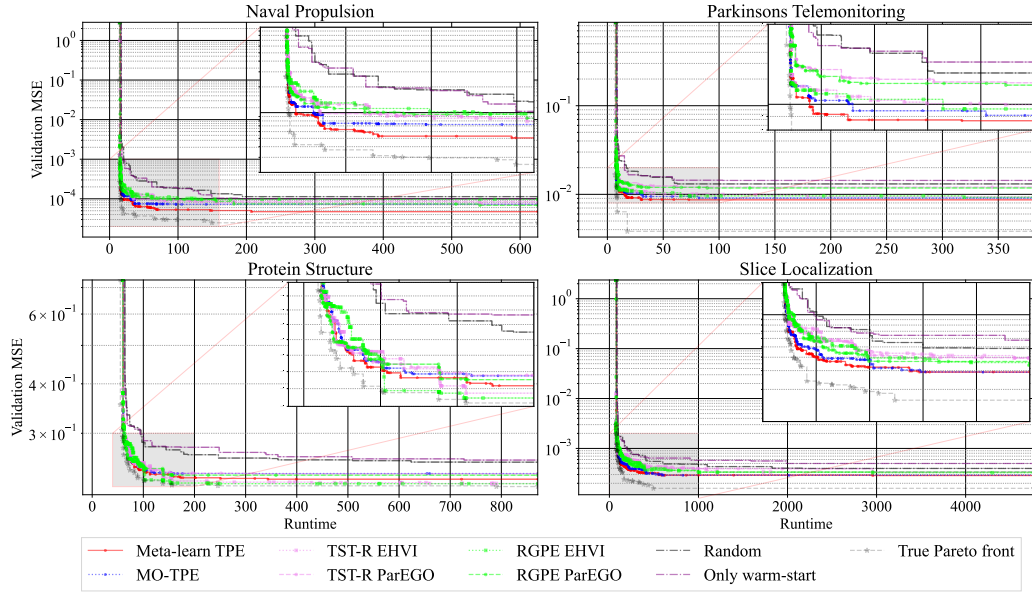 Naval Propulsion
Parkinsons Telemonitoring
Validation MSE
10⁰
10⁻¹
10⁻²
10⁻³
10⁻⁴
0 100 200 300 400 500 600
10⁻¹
10⁻²
0 50 100 150 200 250 300 350
Protein Structure
Slice Localization
Validation MSE
6 × 10⁻¹
4 × 10⁻¹
3 × 10⁻¹
0 100 200 300 400 500 600 700 800
Runtime
10⁰
10⁻¹
10⁻²
10⁻³
0 1000 2000 3000 4000
Runtime
Meta-learn TPE TST-R EHVI RGPE EHVI Random True Pareto front
MO-TPE TST-R ParEGO RGPE ParEGO Only warm-start